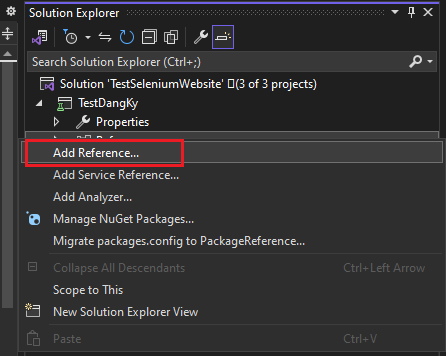 Solution Explorer
Search Solution Explorer (Ctrl+;)
Solution 'TestSeleniumWebsite' (3 of 3 projects)
TestDangKy
Properties
Add Reference...
Add Service Reference...
Add Analyzer...
Manage NuGet Packages...
Migrate packages.config to PackageReference...
Collapse All Descendants Ctrl+Left Arrow
Scope to This
New Solution Explorer View
Paste Ctrl+V